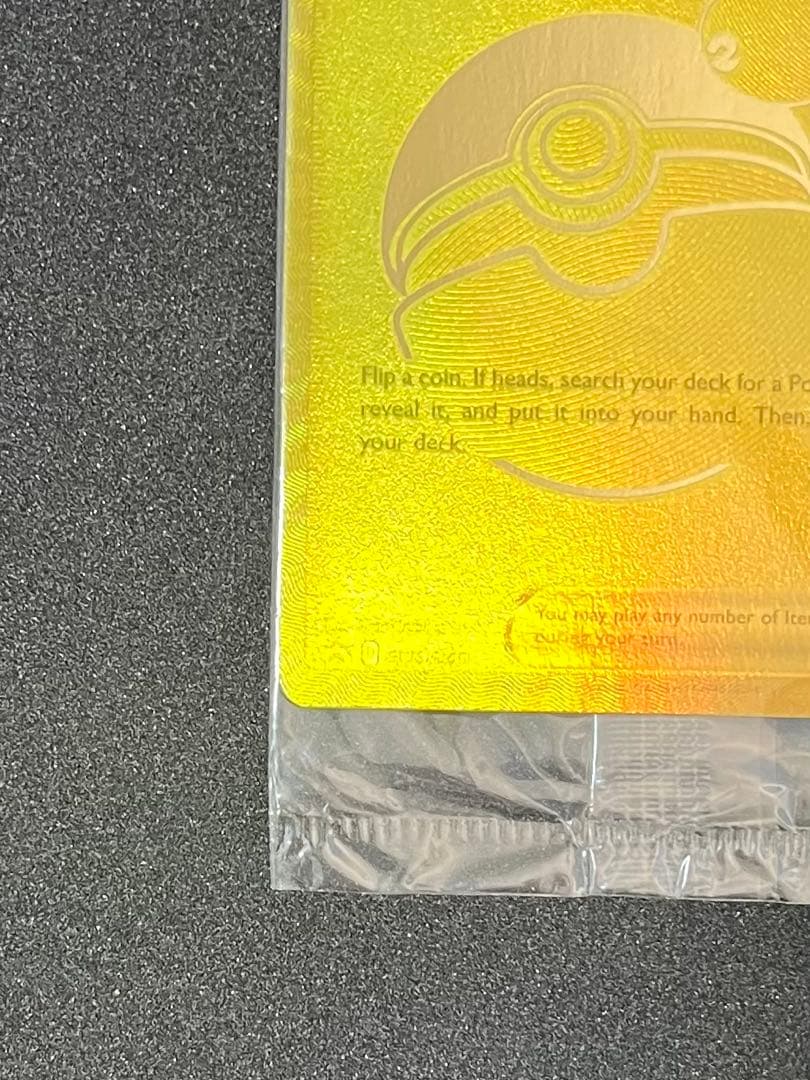 Flip a coin. If heads, search your deck for a Po
reveal it, and put it into your hand. Then,
your deck.
You may play any number of Ite
during your turn.